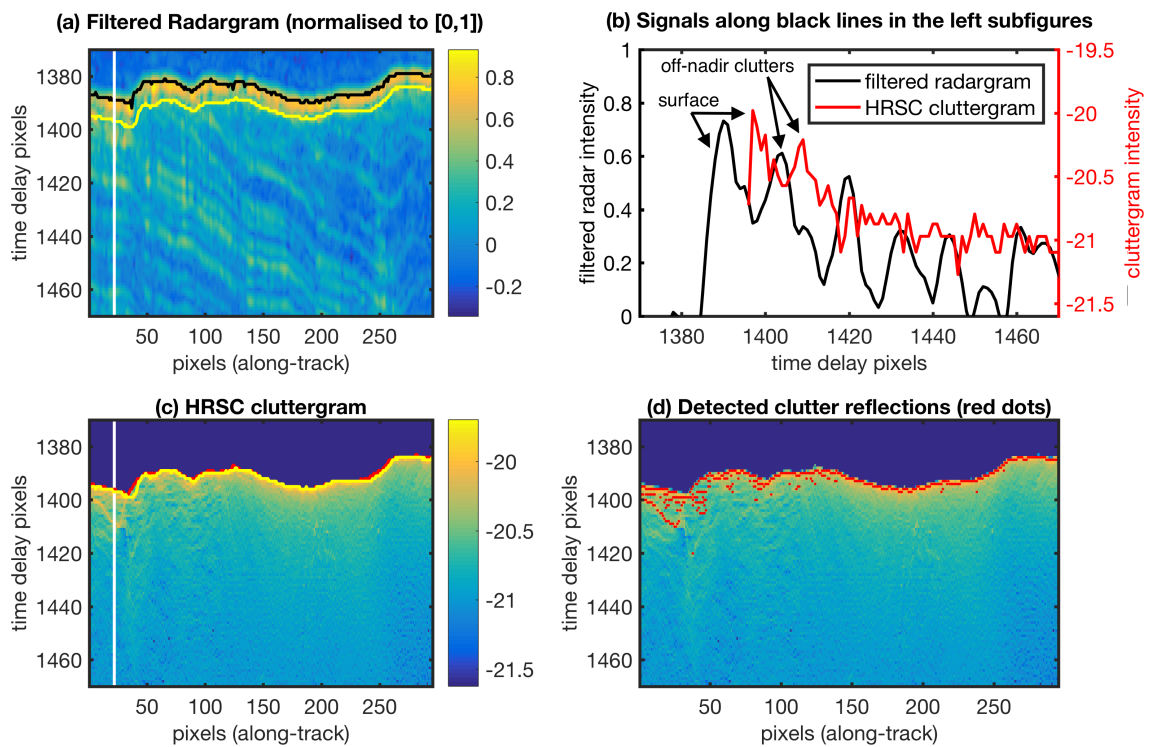 (a) Filtered Radargram (normalised to [0,1])
1380
1400
1420
1440
1460
time delay pixels
50 100 150 200 250
pixels (along-track)
0.8
0.6
0.4
0.2
0
-0.2
(b) Signals along black lines in the left subfigures
1
0.8
0.6
0.4
0.2
0
filtered radar intensity
off-nadir clutters
surface
filtered radargram
HRSC cluttergram
1380 1400 1420 1440 1460
time delay pixels
-19.5
-20
-20.5
-21
-21.5
— cluttergram intensity
(c) HRSC cluttergram
1380
1400
1420
1440
1460
time delay pixels
50 100 150 200 250
pixels (along-track)
-20
-20.5
-21
-21.5
(d) Detected clutter reflections (red dots)
1380
1400
1420
1440
1460
time delay pixels
50 100 150 200 250
pixels (along-track)